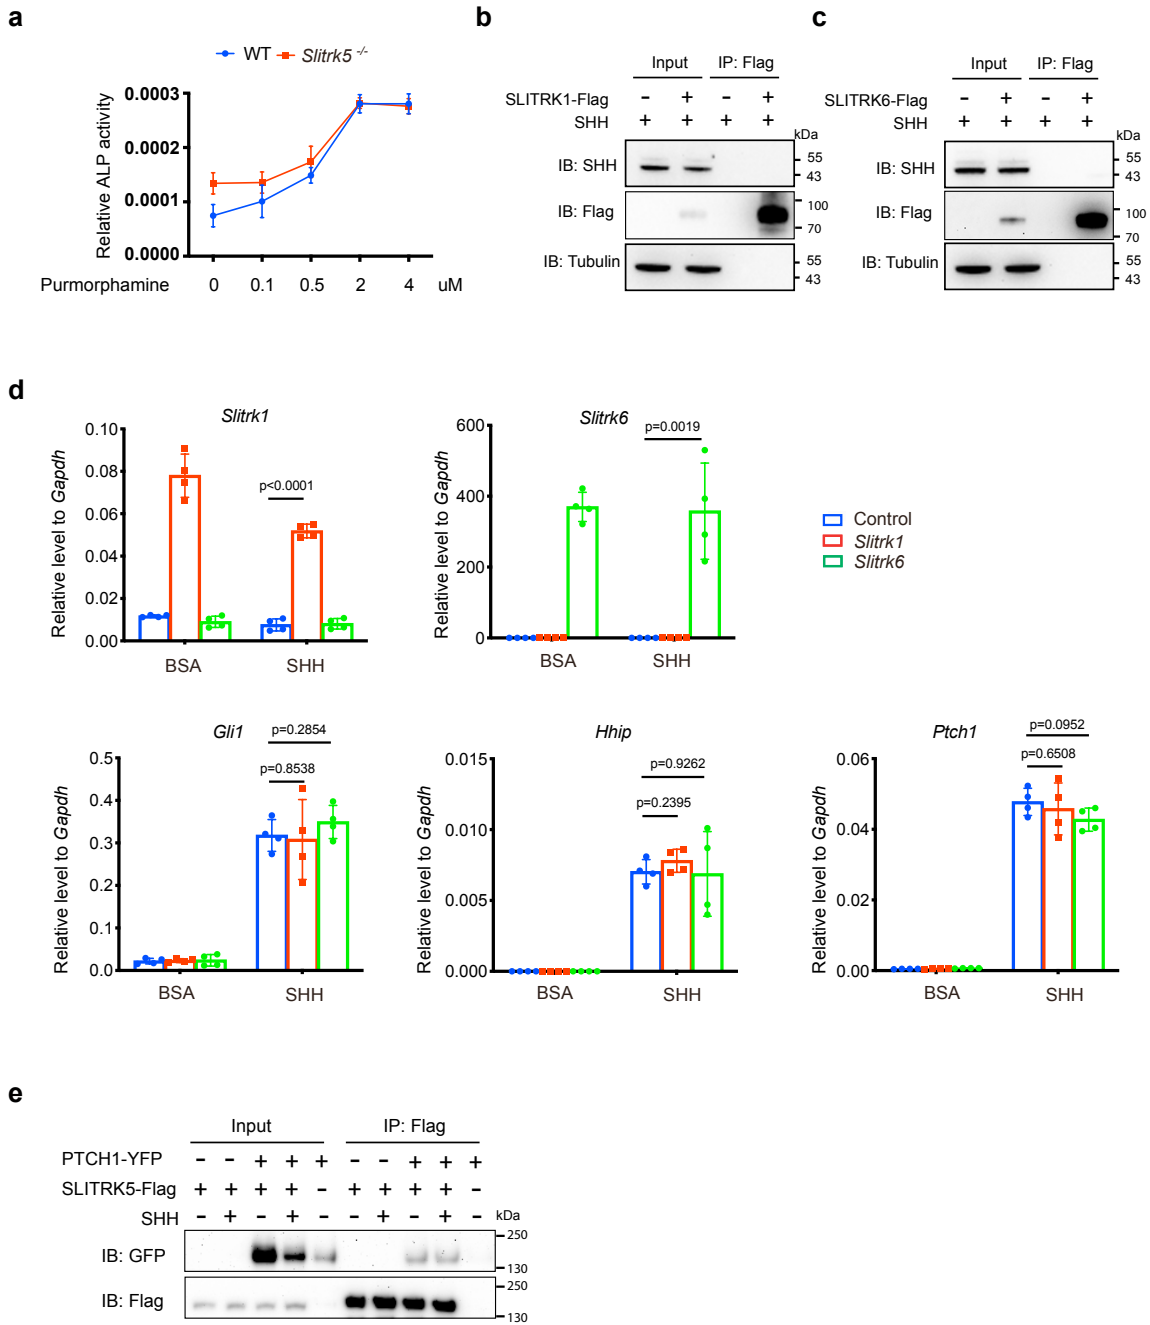 a
WT Slitrk5 -/-
Relative ALP activity
0.0003
0.0002
0.0001
0.0000
Purmorphamine 0 0.1 0.5 2 4 uM
b
Input IP: Flag
SLITRK1-Flag - + - +
SHH + + + +
kDa
IB: SHH 55
43
IB: Flag 100
70
IB: Tubulin 55
43
c
Input IP: Flag
SLITRK6-Flag - + - +
SHH + + + +
kDa
IB: SHH 55
43
IB: Flag 100
70
IB: Tubulin 55
43
d
Slitrk1
Relative level to Gapdh
0.10
0.08
0.06
0.04
0.02
0.00
p<0.0001
BSA SHH
Slitrk6
Relative level to Gapdh
600
400
200
0
p=0.0019
BSA SHH
Control
Slitrk1
Slitrk6
Gli1
Relative level to Gapdh
0.5
0.4
0.3
0.2
0.1
0.0
p=0.2854
p=0.8538
BSA SHH
Hhip
Relative level to Gapdh
0.015
0.010
0.005
0.000
p=0.9262
p=0.2395
BSA SHH
Ptch1
Relative level to Gapdh
0.06
0.04
0.02
0.00
p=0.0952
p=0.6508
BSA SHH
e
Input IP: Flag
PTCH1-YFP - - + + + - - + + +
SLITRK5-Flag + + + + - + + + + -
SHH - + - + - - + - + -
kDa
IB: GFP 250
130
IB: Flag 250
130